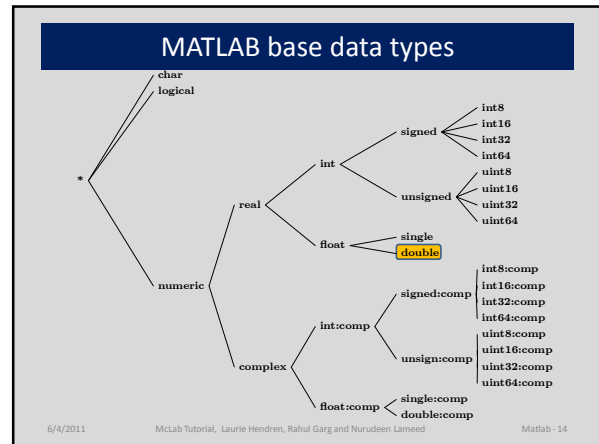 MATLAB base data types
char
logical
*
numeric
real
int
signed
int8
int16
int32
int64
unsigned
uint8
uint16
uint32
uint64
float
single
double
complex
int:comp
signed:comp
int8:comp
int16:comp
int32:comp
int64:comp
unsign:comp
uint8:comp
uint16:comp
uint32:comp
uint64:comp
float:comp
single:comp
double:comp
6/4/2011 McLab Tutorial, Laurie Hendren, Rahul Garg and Nurudeen Lameed Matlab - 14